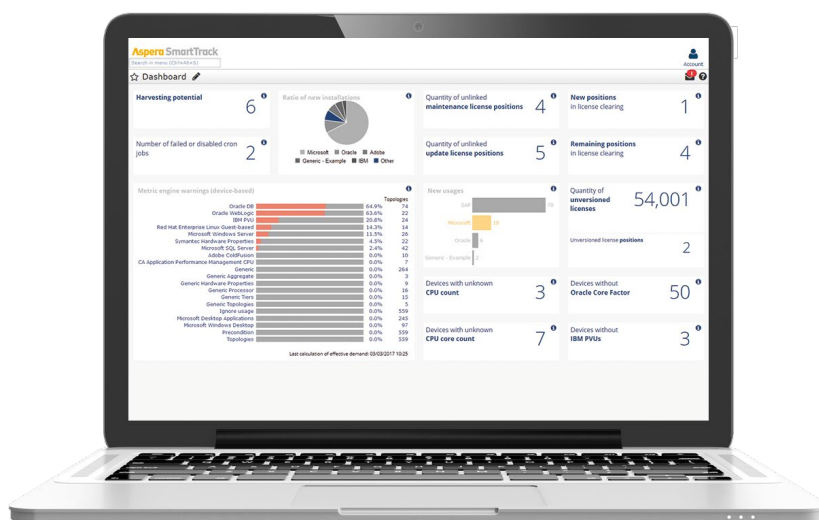 Aspera SmartTrack
Search in menu (Ctrl+Alt+S)
Account
Dashboard
1
Harvesting potential
6
Ratio of new installations
Microsoft Oracle Adobe
Generic - Example IBM Other
Quantity of unlinked
maintenance license positions
4
New positions
in license clearing
1
Number of failed or disabled cron
jobs
2
Quantity of unlinked
update license positions
5
Remaining positions
in license clearing
4
Metric engine warnings (device-based)
Topologies
Oracle DB 64.9% 74
Oracle WebLogic 63.6% 22
IBM PVU 20.8% 24
Red Hat Enterprise Linux Guest-based 14.3% 14
Microsoft Windows Server 11.5% 26
Symantec Hardware Properties 4.5% 22
Microsoft SQL Server 2.4% 42
Adobe ColdFusion 0.0% 10
CA Application Performance Management CPU 0.0% 7
Generic 0.0% 264
Generic Aggregate 0.0% 3
Generic Hardware Properties 0.0% 9
Generic Processor 0.0% 16
Generic Tiers 0.0% 15
Generic Topologies 0.0% 5
Ignore usage 0.0% 559
Microsoft Desktop Applications 0.0% 243
Microsoft Windows Desktop 0.0% 97
Precondition 0.0% 559
Topologies 0.0% 559
Last calculation of effective demand: 03/03/2017 10:25
New usages
SAP
Microsoft 19
Oracle 6
Generic - Example 2
Quantity of
unversioned
licenses
54,001
Unversioned license positions
2
Devices with unknown
CPU count
3
Devices without
Oracle Core Factor
50
Devices with unknown
CPU core count
7
Devices without
IBM PVUs
3